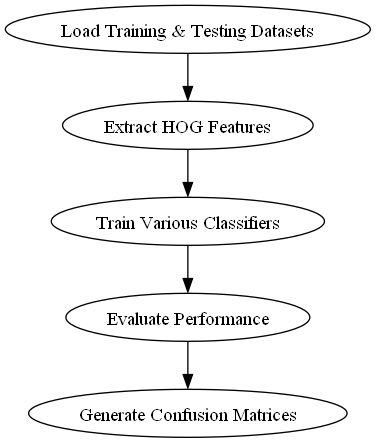 Load Training & Testing Datasets
Extract HOG Features
Train Various Classifiers
Evaluate Performance
Generate Confusion Matrices